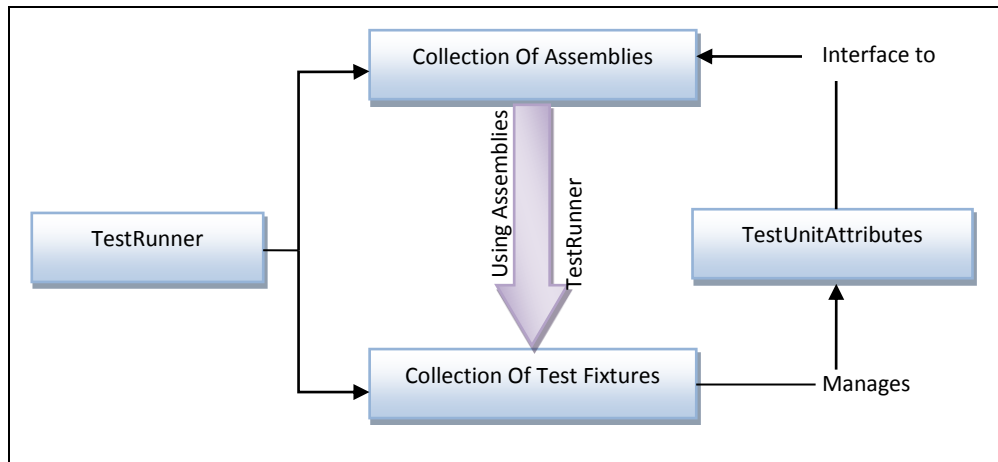 Collection Of Assemblies
Interface to
Using Assemblies
TestRunner
TestRunner
TestUnitAttributes
Collection Of Test Fixtures
Manages